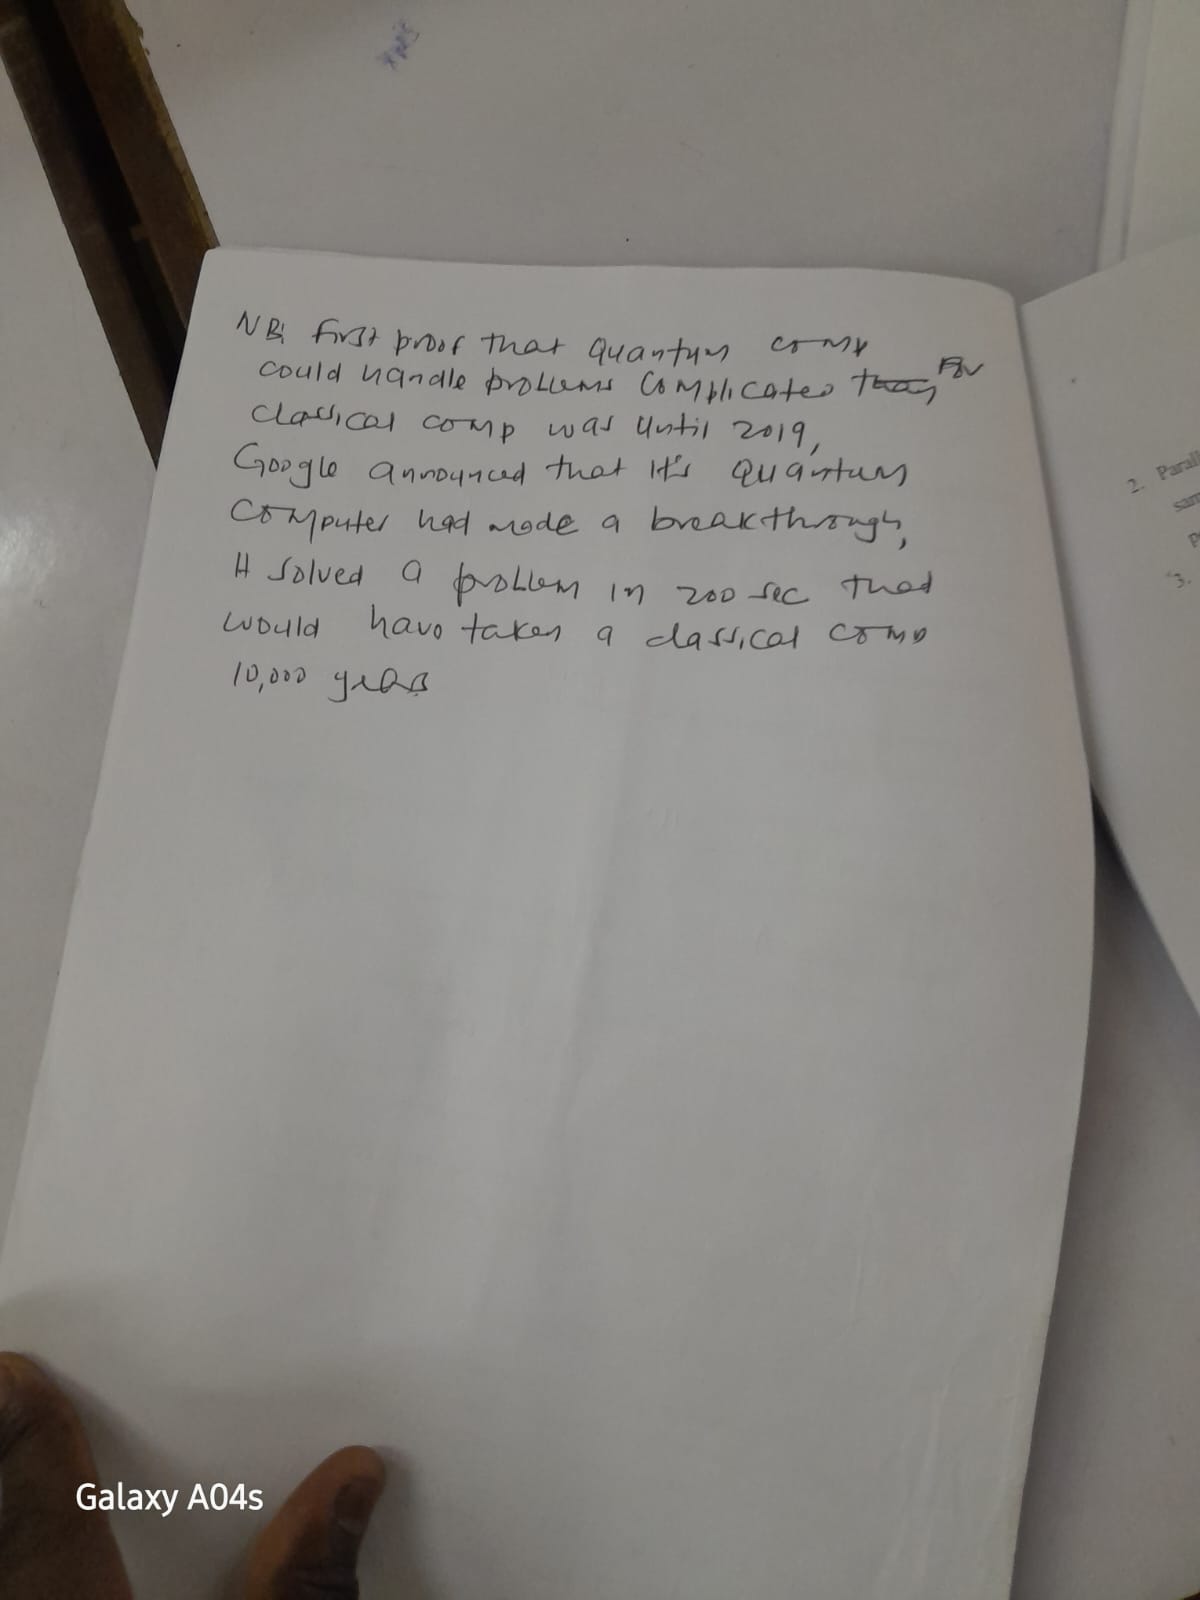 NB: First proof that Quantum comp
could handle problems Complicated than for
classical comp was until 2019,
Google announced that it's Quantum
Computer had made a breakthrough,
It solved a problem in 200 sec that
would have taken a classical comp
10,000 years
2. Parall
sam
P
3.
Galaxy A04s